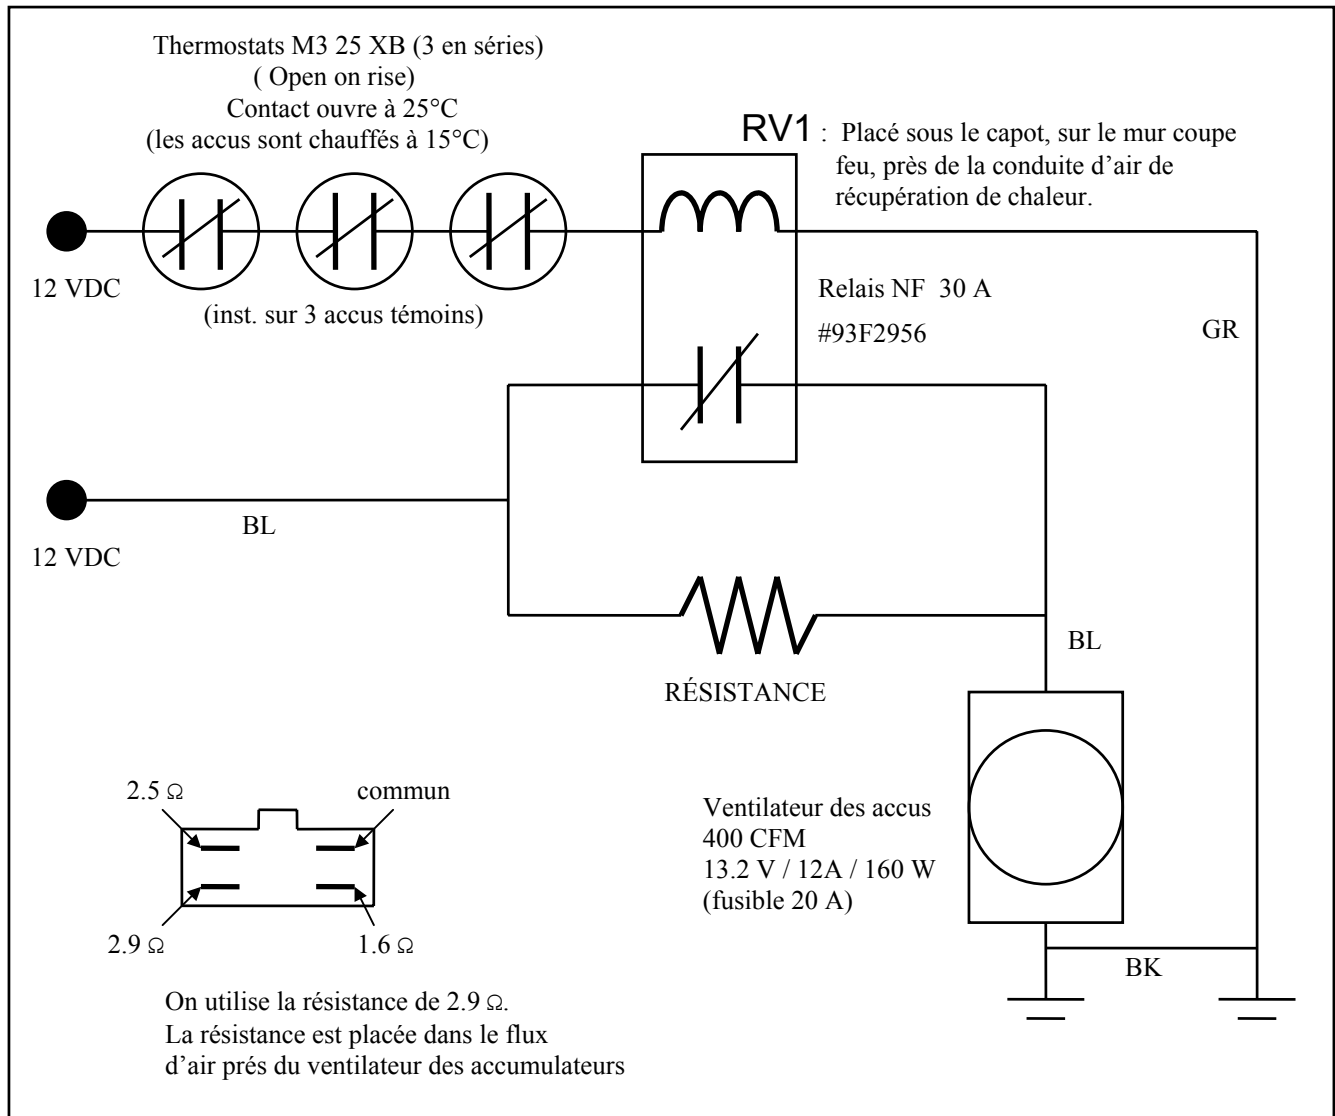 Thermostats M3 25 XB (3 en séries)
( Open on rise)
Contact ouvre à 25°C
(les accus sont chauffés à 15°C)
RV1 : Placé sous le capot, sur le mur coupe
feu, près de la conduite d’air de
récupération de chaleur.
12 VDC
(inst. sur 3 accus témoins)
Relais NF 30 A
#93F2956
GR
BL
12 VDC
RÉSISTANCE
BL
2.5 Ω
commun
2.9 Ω
1.6 Ω
Ventilateur des accus
400 CFM
13.2 V / 12A / 160 W
(fusible 20 A)
BK
On utilise la résistance de 2.9 Ω.
La résistance est placée dans le flux
d’air prés du ventilateur des accumulateurs